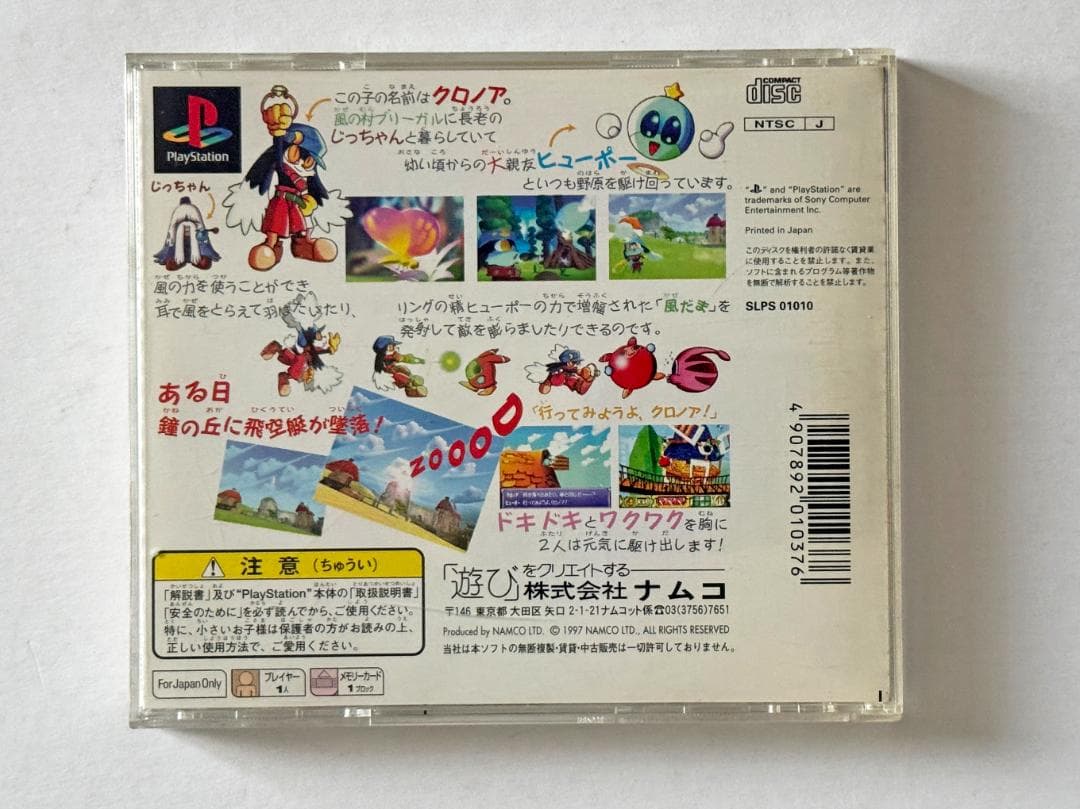 PlayStation
この子の名前はクロノア。
風の村ブリーガルに長老の
じっちゃんと暮らしていて
幼い頃からの大親友ヒューポー
といつも野原を駆け回っています。
じっちゃん
風の力を使うことができ
耳で風をとらえて羽ばたいたり、
リングの精ヒューポーの力で増幅された「風だま」を
発射して敵を膨らましたりできるのです。
ある日
鐘の丘に飛空艇が墜落!
ZOOOD
「行ってみようよ、クロノア!」
ドキドキとワクワクを胸に
2人は元気に駆け出します!
COMPACT
disc
NTSC J
"PS" and "PlayStation" are
trademarks of Sony Computer
Entertainment Inc.
Printed in Japan
このディスクを権利者の許諾なく賃貸業
に使用することを禁止します。また、
ソフトに含まれるプログラム等著作物
を無断で解析することを禁止します。
SLPS 01010
4907892010376
注意(ちゅうい)
「解説書」及び"PlayStation"本体の「取扱説明書」
「安全のために」を必ず読んでから、ご使用ください。
特に、小さいお子様は保護者の方がお読みの上、
正しい使用方法で、ご愛用ください。
For Japan Only
プレイヤー
1人
メモリーカード
1ブロック
「遊び」をクリエイトする
株式会社ナムコ
〒146 東京都 大田区 矢口 2-1-21ナムコット係☎03(3756)7651
Produced by NAMCO LTD. © 1997 NAMCO LTD., ALL RIGHTS RESERVED
当社は本ソフトの無断複製・賃貸・中古販売は一切許可しておりません。